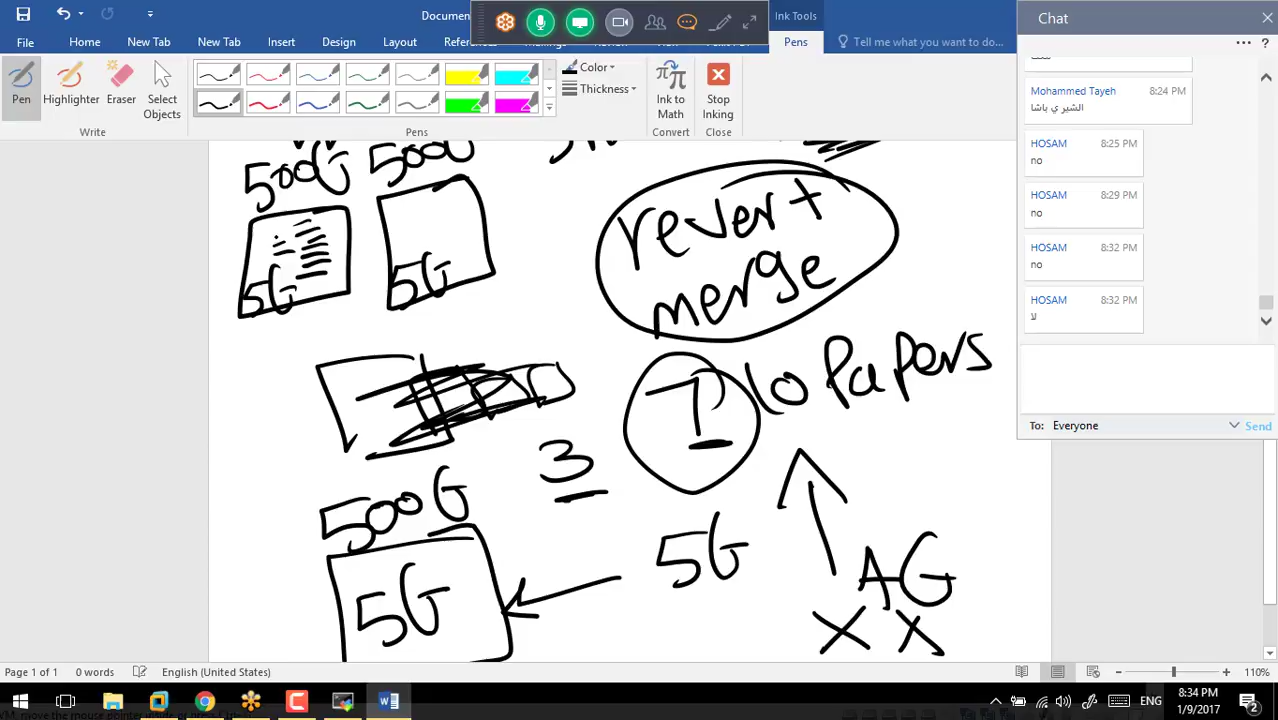 Documen
Ink Tools
File
Home
New Tab
New Tab
Insert
Design
Layout
References
Pens
Tell me what you want to do...
Pen
Highlighter
Eraser
Select
Objects
Color
Thickness
Ink to
Math
Stop
Inking
Write
Pens
Convert
Close
500G 500G
5G 5G
revert
merge
10 Papers
3
500G
5G
5G
AG
X X
Chat
?
Mohammed Tayeh 8:24 PM
الشير ي باشا
HOSAM 8:25 PM
no
HOSAM 8:29 PM
no
HOSAM 8:32 PM
no
HOSAM 8:32 PM
لا
To: Everyone
Send
Page 1 of 1 0 words English (United States)
110%
ENG
8:34 PM
1/9/2017
2